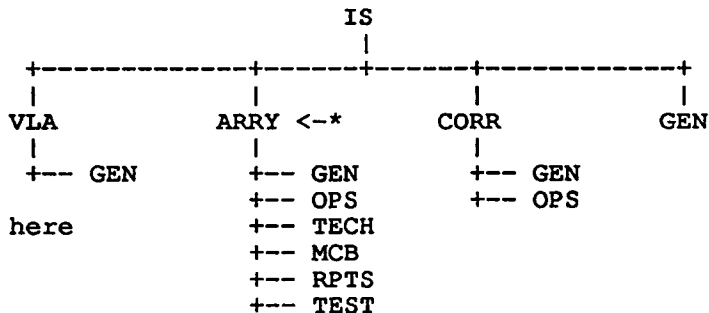 IS
|
+---------------+-------+-------+--------------+
|               |               |              |
VLA ARRY <-* CORR GEN
|               |               |
+-- GEN +-- GEN +-- GEN
+-- OPS +-- OPS
here +-- TECH
+-- MCB
+-- RPTS
+-- TEST